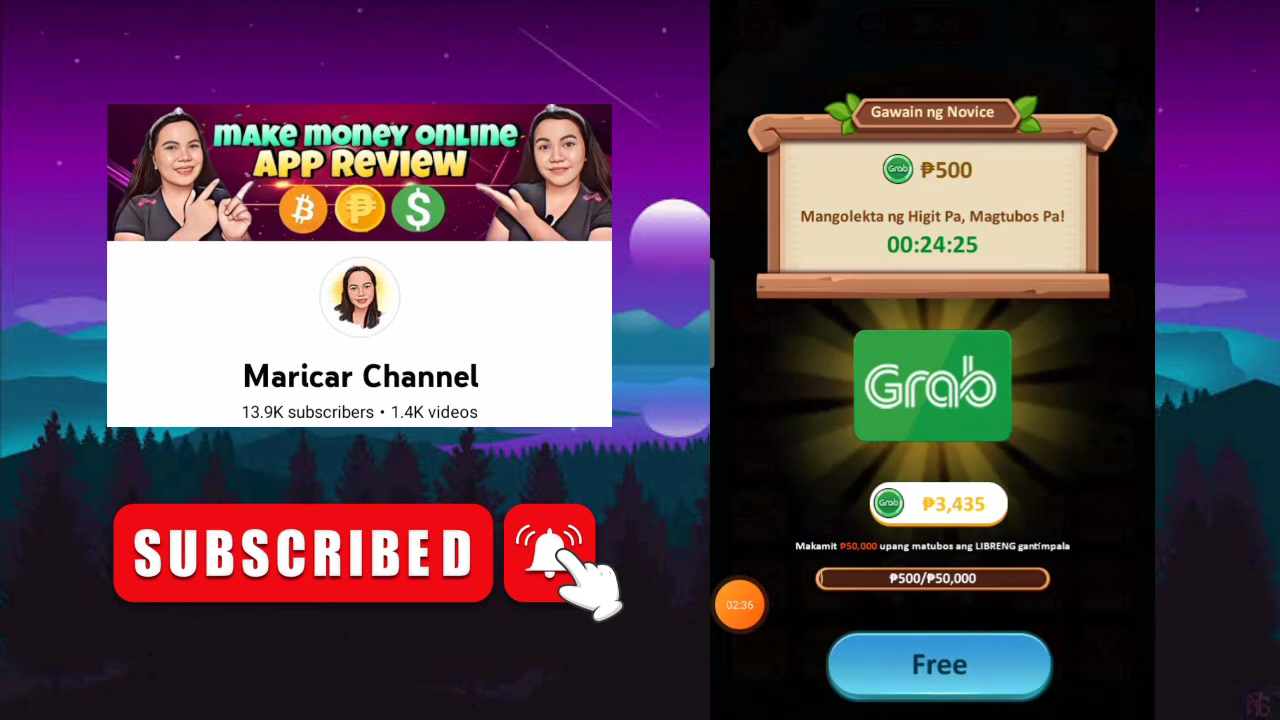 MAKE MONEY ONLINE
APP REVIEW
Maricar Channel
13.9K subscribers • 1.4K videos
SUBSCRIBED
Gawain ng Novice
Grab ₱500
Mangolekta ng Higit Pa, Magtubos Pa!
00:24:25
Grab
Grab ₱3,435
Makamit ₱50,000 upang matubos ang LIBRENG gantimpala
₱500/₱50,000
02:36
Free